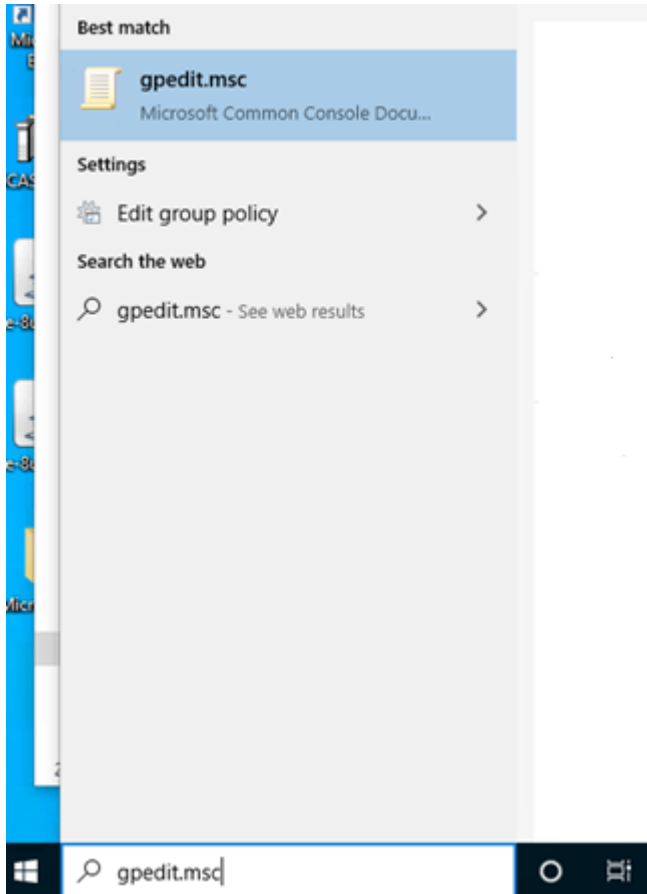 Best match
gpedit.msc
Microsoft Common Console Docu...
Settings
Edit group policy
Search the web
gpedit.msc - See web results
gpedit.msc